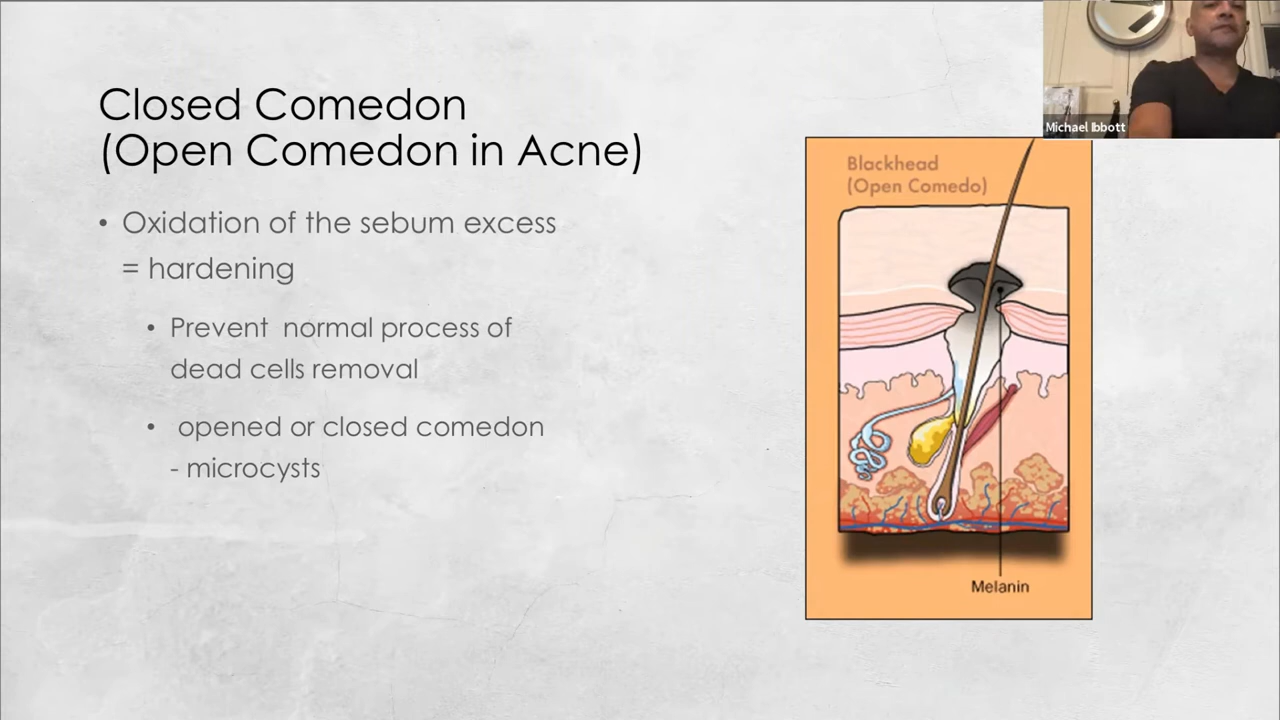 Closed Comedon
(Open Comedon in Acne)
• Oxidation of the sebum excess
= hardening
• Prevent normal process of
dead cells removal
• opened or closed comedon
- microcysts
Michael Ibbott
Blackhead
(Open Comedo)
Melanin